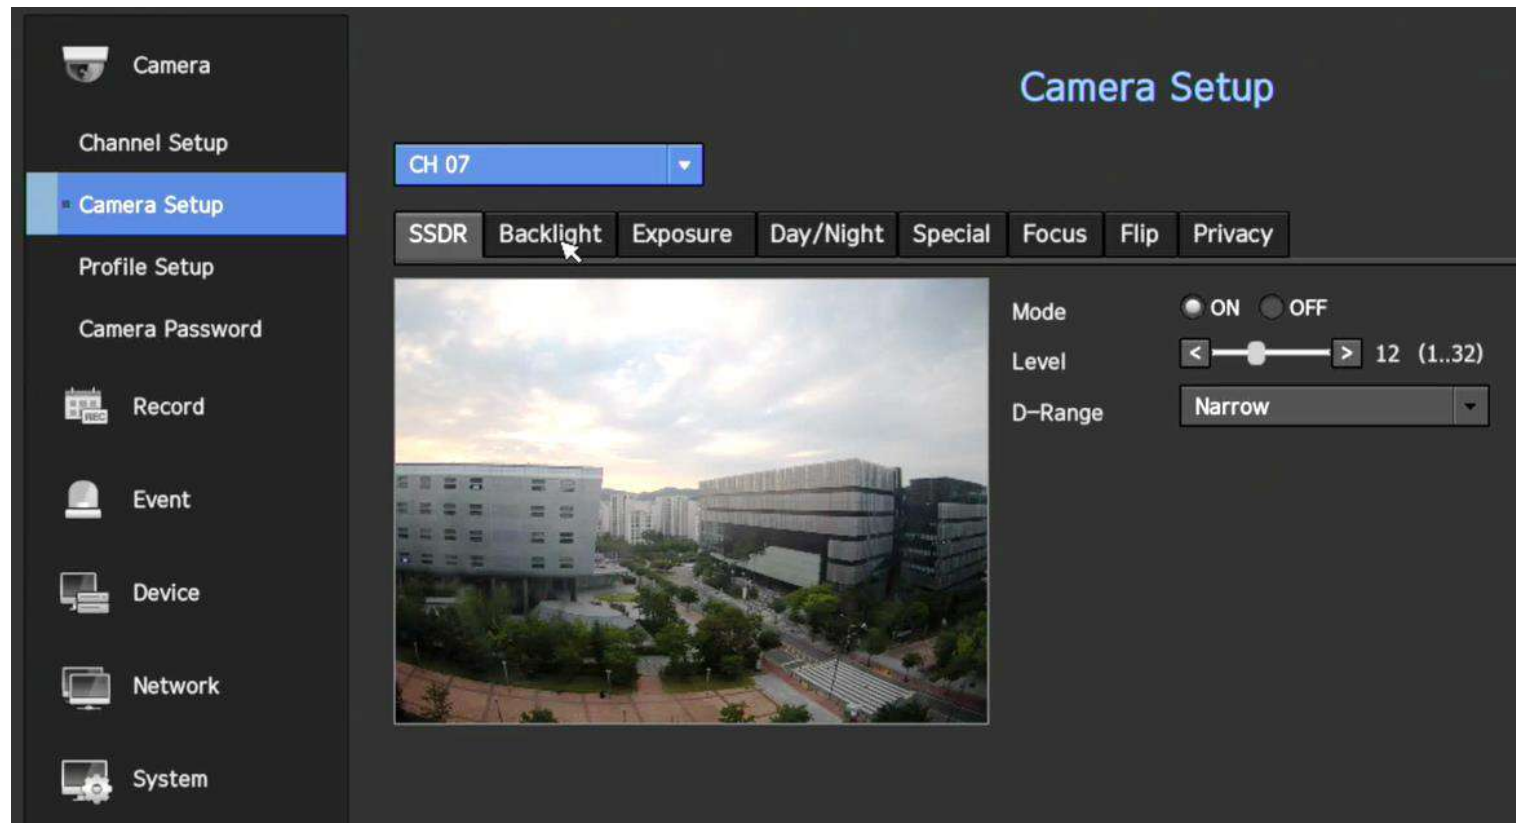 Camera
Channel Setup
Camera Setup
Profile Setup
Camera Password
Record
REC
Event
Device
Network
System
Camera Setup
CH 07
SSDR Backlight Exposure Day/Night Special Focus Flip Privacy
Mode ON OFF
Level < > 12 (1..32)
D-Range Narrow